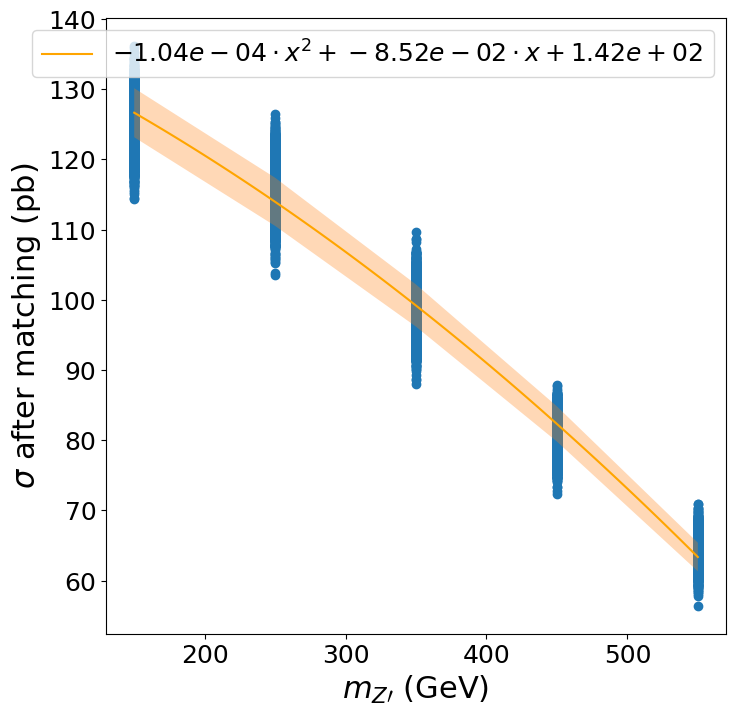 −1.04e − 04 · x² + −8.52e − 02 · x + 1.42e + 02
140
130
120
110
100
90
80
70
60
σ after matching (pb)
200 300 400 500
m_{Z′} (GeV)